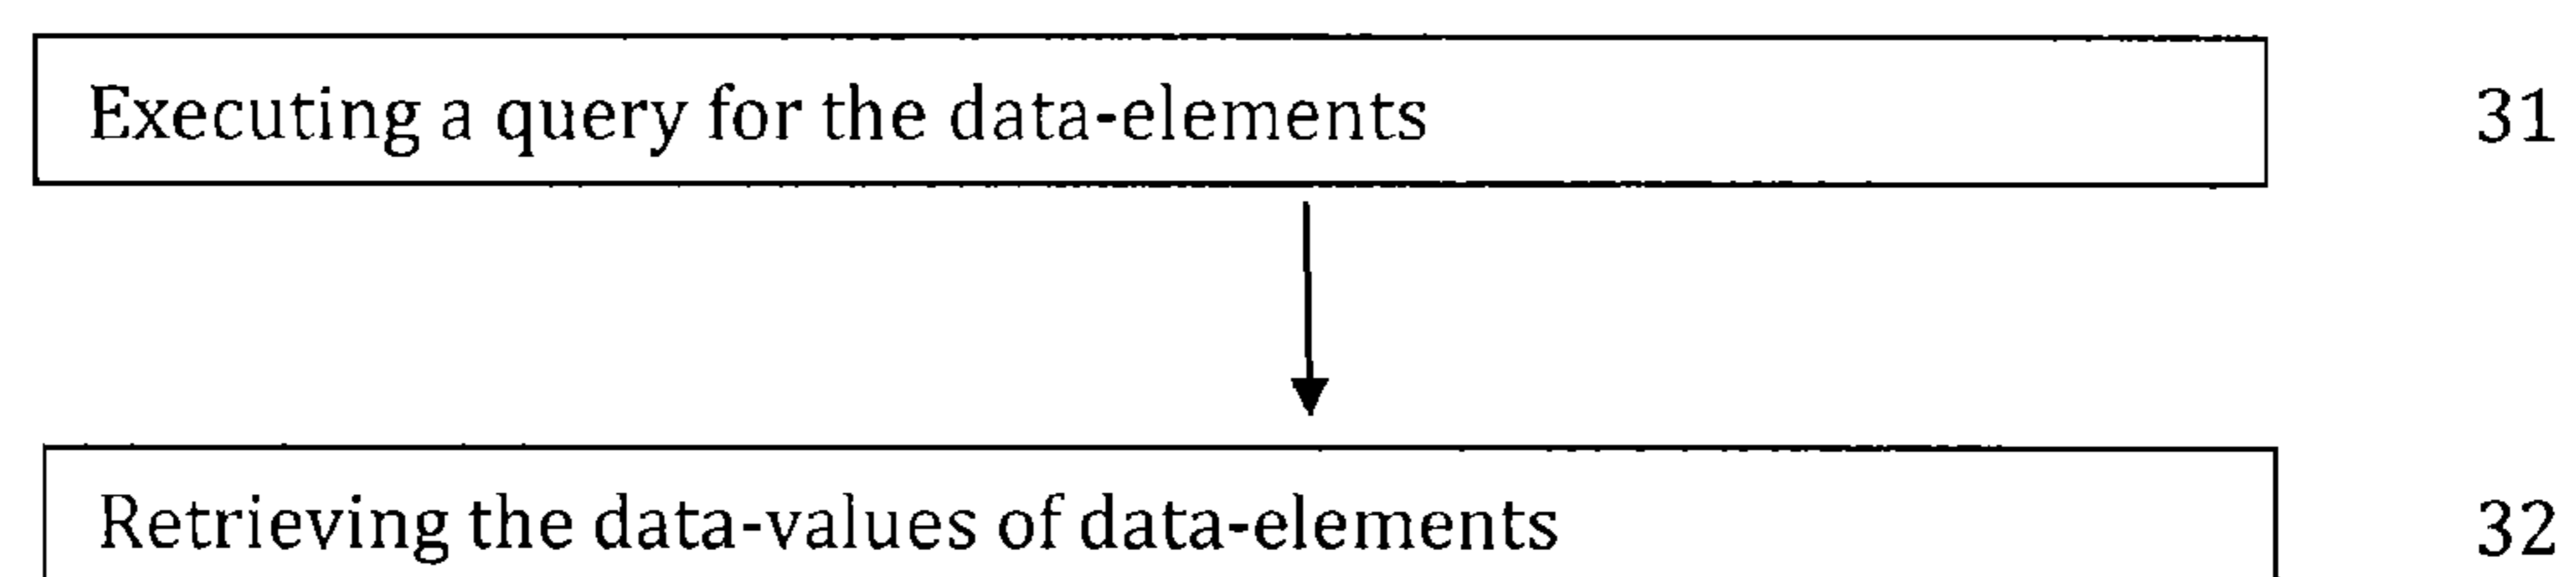 Executing a query for the data-elements 31
Retrieving the data-values of data-elements 32